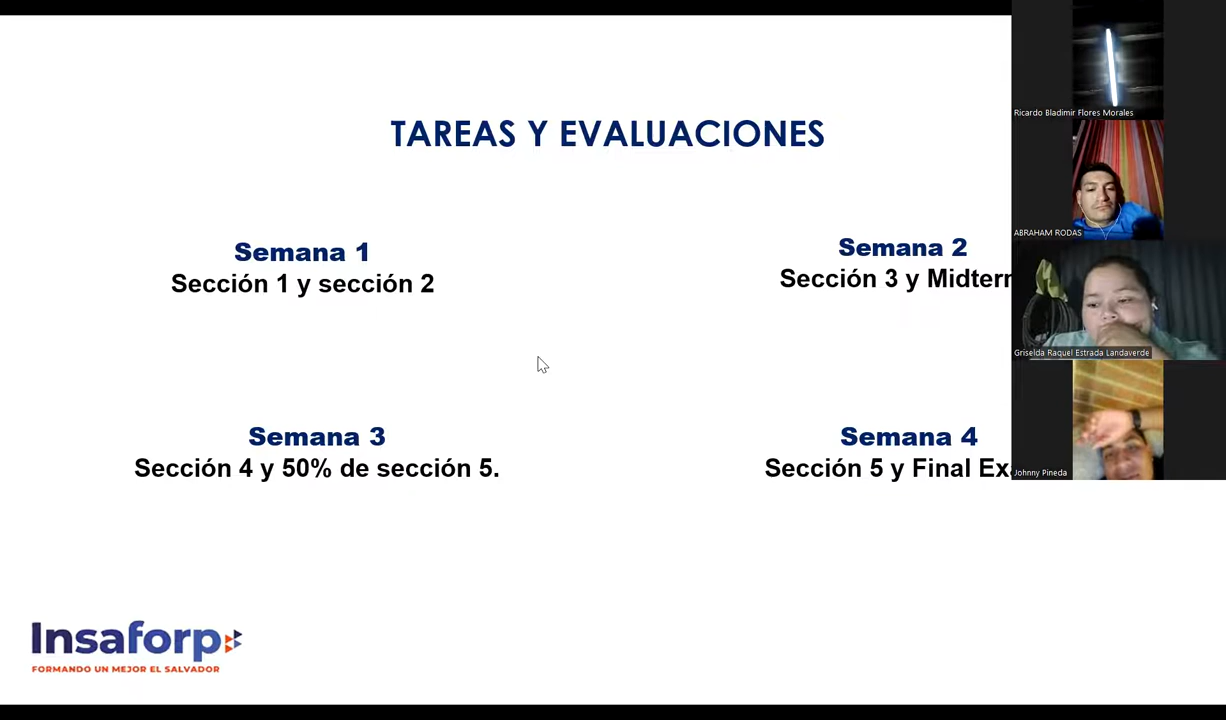 TAREAS Y EVALUACIONES
Semana 1
Sección 1 y sección 2
Semana 2
Sección 3 y Midterm
Semana 3
Sección 4 y 50% de sección 5.
Semana 4
Sección 5 y Final
Insaforp
FORMANDO UN MEJOR EL SALVADOR
Ricardo Bladimir Flores Morales
ABRAHAM RODAS
Griselda Raquel Estrada Landaverde
Johnny Pineda